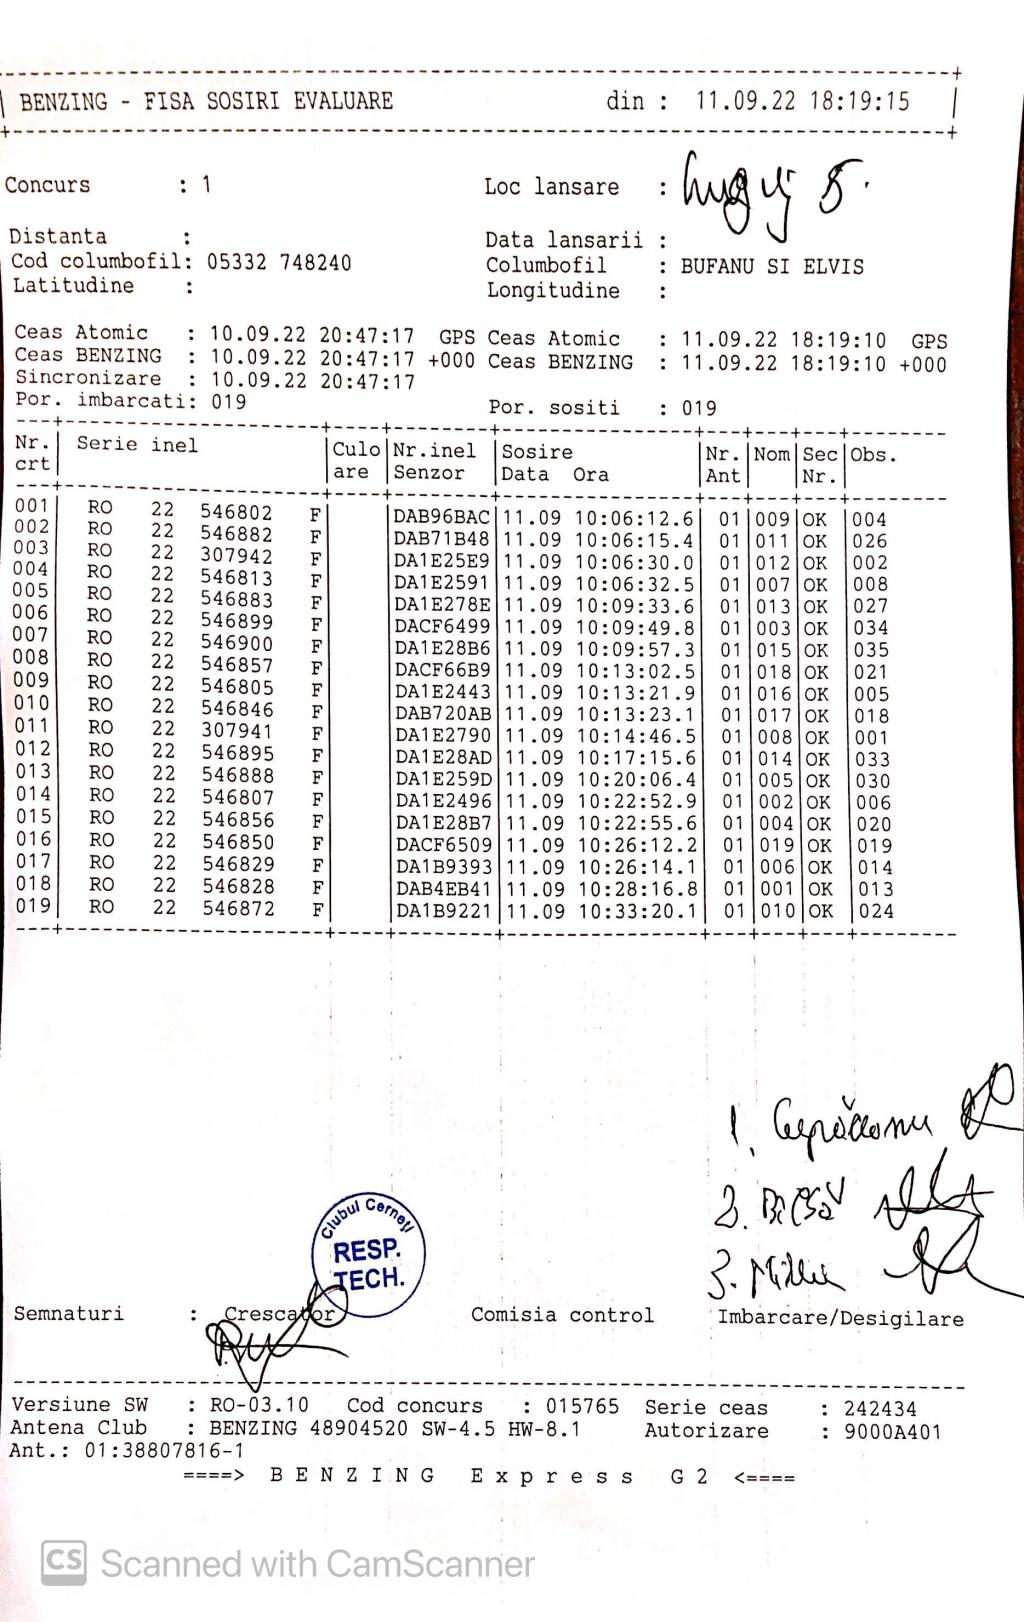 BENZING - FISA SOSIRI EVALUARE din : 11.09.22 18:19:15
Concurs : 1 Loc lansare : 5.
Distanta : Data lansarii :
Cod columbofil: 05332 748240 Columbofil : BUFANU SI ELVIS
Latitudine : Longitudine :
Ceas Atomic : 10.09.22 20:47:17 GPS Ceas Atomic : 11.09.22 18:19:10 GPS
Ceas BENZING : 10.09.22 20:47:17 +000 Ceas BENZING : 11.09.22 18:19:10 +000
Sincronizare : 10.09.22 20:47:17
Por. imbarcati: 019 Por. sositi : 019
Nr. Serie inel Culo Nr.inel Sosire Nr. Nom Sec Obs.
crt are Senzor Data Ora Ant Nr.
001 RO 22 546802 F DAB96BAC 11.09 10:06:12.6 01 009 OK 004
002 RO 22 546882 F DAB71B48 11.09 10:06:15.4 01 011 OK 026
003 RO 22 307942 F DA1E25E9 11.09 10:06:30.0 01 012 OK 002
004 RO 22 546813 F DA1E2591 11.09 10:06:32.5 01 007 OK 008
005 RO 22 546883 F DA1E278E 11.09 10:09:33.6 01 013 OK 027
006 RO 22 546899 F DACF6499 11.09 10:09:49.8 01 003 OK 034
007 RO 22 546900 F DA1E28B6 11.09 10:09:57.3 01 015 OK 035
008 RO 22 546857 F DACF66B9 11.09 10:13:02.5 01 018 OK 021
009 RO 22 546805 F DA1E2443 11.09 10:13:21.9 01 016 OK 005
010 RO 22 546846 F DAB720AB 11.09 10:13:23.1 01 017 OK 018
011 RO 22 307941 F DA1E2790 11.09 10:14:46.5 01 008 OK 001
012 RO 22 546895 F DA1E28AD 11.09 10:17:15.6 01 014 OK 033
013 RO 22 546888 F DA1E259D 11.09 10:20:06.4 01 005 OK 030
014 RO 22 546807 F DA1E2496 11.09 10:22:52.9 01 002 OK 006
015 RO 22 546856 F DA1E28B7 11.09 10:22:55.6 01 004 OK 020
016 RO 22 546850 F DACF6509 11.09 10:26:12.2 01 019 OK 019
017 RO 22 546829 F DA1B9393 11.09 10:26:14.1 01 006 OK 014
018 RO 22 546828 F DAB4EB41 11.09 10:28:16.8 01 001 OK 013
019 RO 22 546872 F DA1B9221 11.09 10:33:20.1 01 010 OK 024
1.
2.
3.
Clubul Cerneți
RESP.
TECH.
Semnaturi : Crescator Comisia control Imbarcare/Desigilare
Versiune SW : RO-03.10 Cod concurs : 015765 Serie ceas : 242434
Antena Club : BENZING 48904520 SW-4.5 HW-8.1 Autorizare : 9000A401
Ant.: 01:38807816-1
====> B E N Z I N G E x p r e s s G 2 <====
CS Scanned with CamScanner